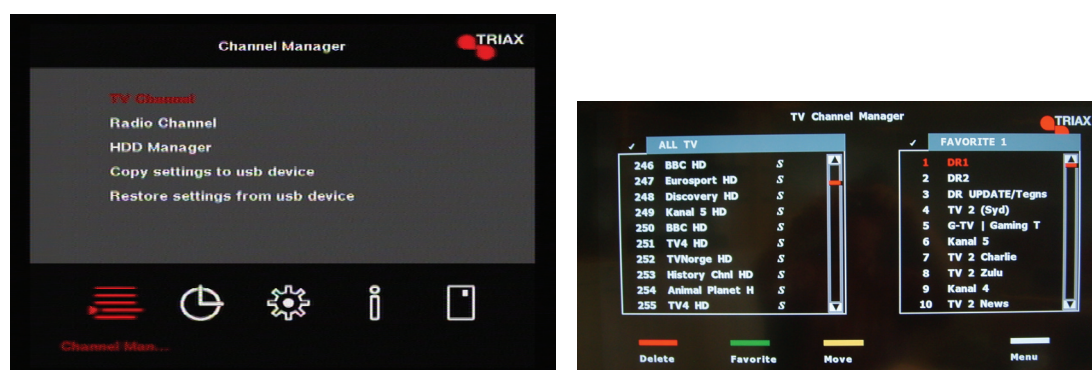 Channel Manager
TRIAX
TV Channel
Radio Channel
HDD Manager
Copy settings to usb device
Restore settings from usb device
Channel Man...
TV Channel Manager
TRIAX
✓ ALL TV
246 BBC HD S
247 Eurosport HD S
248 Discovery HD S
249 Kanal 5 HD S
250 BBC HD S
251 TV4 HD S
252 TVNorge HD S
253 History Chnl HD S
254 Animal Planet H S
255 TV4 HD S
✓ FAVORITE 1
1 DR1
2 DR2
3 DR UPDATE/Tegns
4 TV 2 (Syd)
5 G-TV | Gaming T
6 Kanal 5
7 TV 2 Charlie
8 TV 2 Zulu
9 Kanal 4
10 TV 2 News
Delete
Favorite
Move
Menu